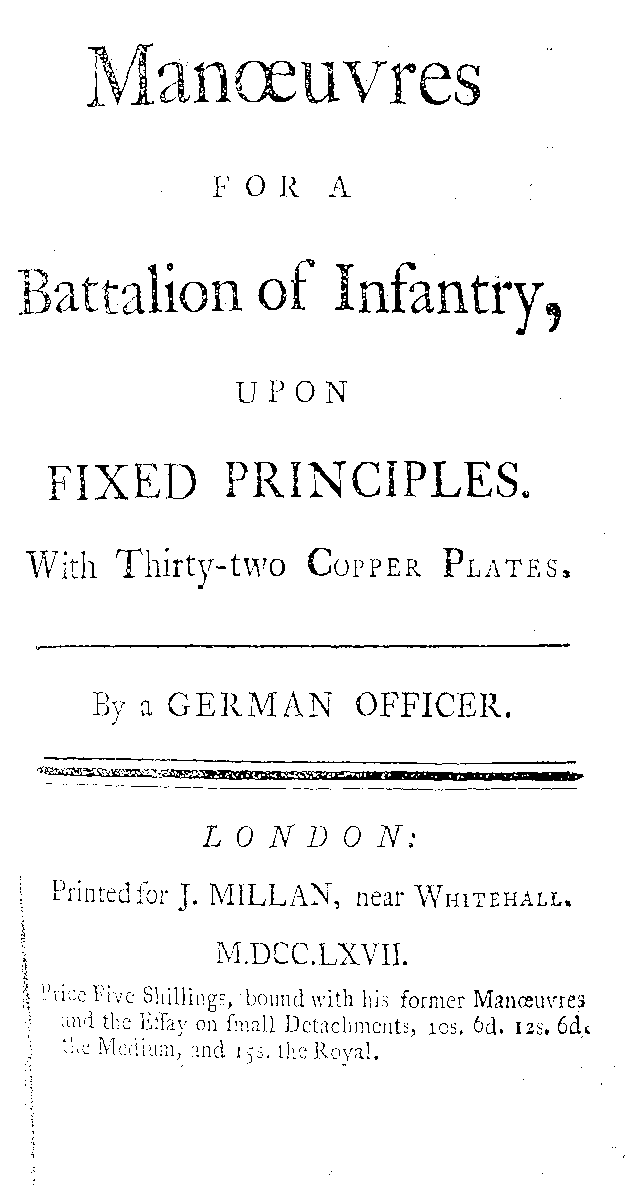 Manœuvres
FOR A
Battalion of Infantry,
UPON
FIXED PRINCIPLES.
With Thirty-two COPPER PLATES.
By a GERMAN OFFICER.
LONDON:
Printed for J. MILLAN, near WHITEHALL.
M.DCC.LXVII.
Price Five Shillings, bound with his former Manœuvres
and the Eſſay on ſmall Detachments, 10s. 6d. 12s. 6d.
the Medium, and 15s. the Royal.